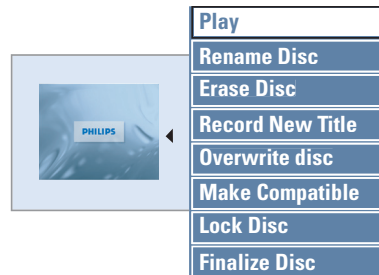 Play
Rename Disc
Erase Disc
PHILIPS
Record New Title
Overwrite disc
Make Compatible
Lock Disc
Finalize Disc